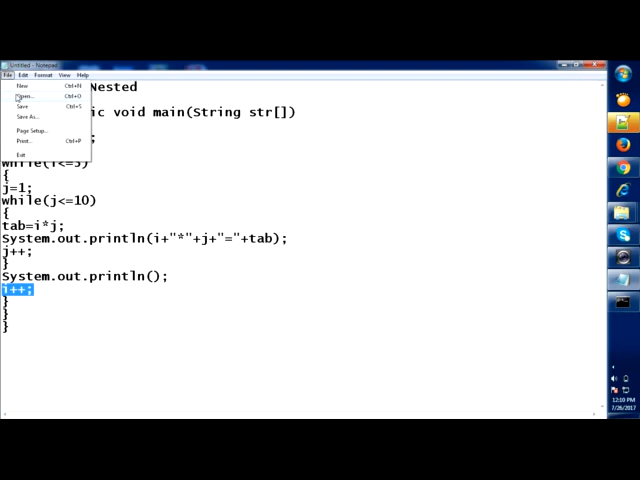 Untitled - Notepad
File Edit Format View Help
New Ctrl+N
Open... Ctrl+O
Save Ctrl+S
Save As...
Page Setup...
Print... Ctrl+P
Exit
Nested
ic void main(String str[])
;
while(i<=5)
{
j=1;
while(j<=10)
{
tab=i*j;
System.out.println(i+"*"+j+"="+tab);
j++;
}
System.out.println();
i++;
}
}
}
12:10 PM
7/26/2017